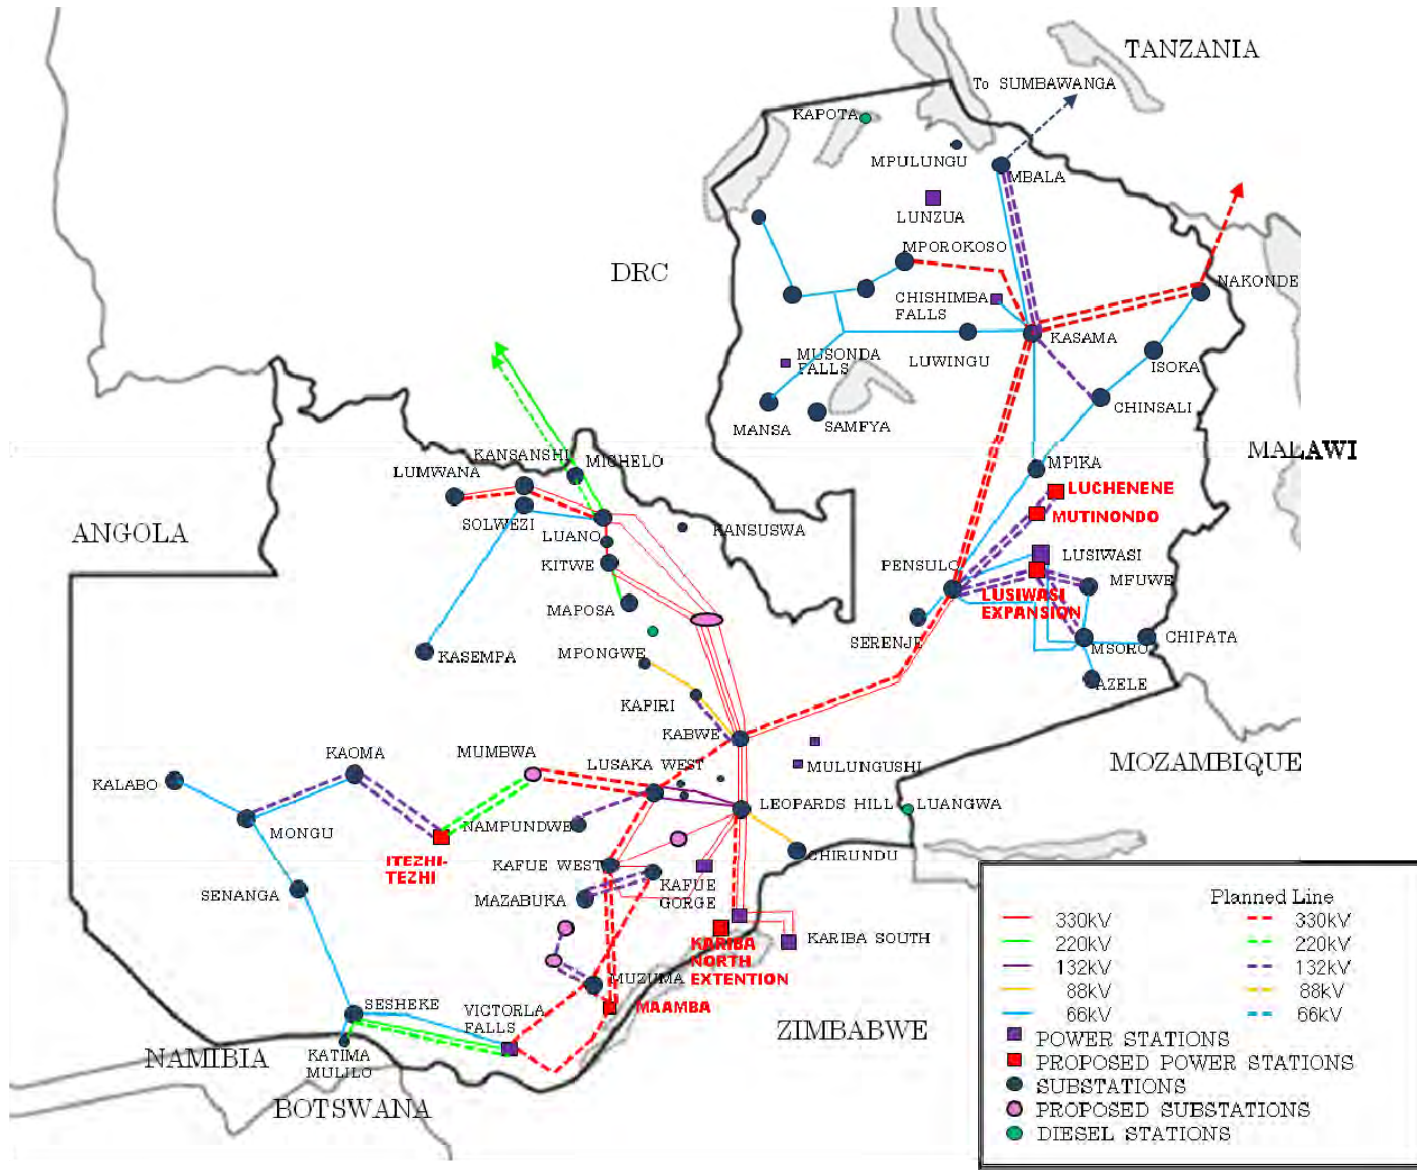 TANZANIA
To SUMBAWANGA
KAPOTA
MPULUNGU
MBALA
LUNZUA
MPOROKOSO
DRC
NAKONDE
CHISHIMBA
FALLS
KASAMA
MUSONDA
FALLS
LUWINGU
ISOKA
CHINSALI
MANSA
SAMFYA
MALAWI
KANSANSHI
MICHELO
LUMWANA
MPIKA
LUCHENENE
MUTINONDO
SOLWEZI
ANGOLA
LUANO
KANSUSWA
KITWE
PENSULO
LUSIWASI
MFUWE
LUSIWASI
EXPANSION
MAPOSA
SERENJE
MSORO
CHIPATA
MPONGWE
KASEMPA
AZELE
KAPIRI
KABWE
KAOMA
MUMBWA
LUSAKA WEST
MULUNGUSHI
MOZAMBIQUE
KALABO
MONGU
NAMPUNDWE
LEOPARDS HILL
LUANGWA
ITEZHI-
TEZHI
KAFUE WEST
CHIRUNDU
SENANGA
MAZABUKA
KAFUE
GORGE
KARIBA SOUTH
KARIBA
NORTH
EXTENTION
MUZUMA
MAAMBA
SESHEKE
VICTORLA
FALLS
ZIMBABWE
NAMIBIA
KATIMA
MULILO
BOTSWANA
Planned Line
330kV 330kV
220kV 220kV
132kV 132kV
88kV 88kV
66kV 66kV
POWER STATIONS
PROPOSED POWER STATIONS
SUBSTATIONS
PROPOSED SUBSTATIONS
DIESEL STATIONS